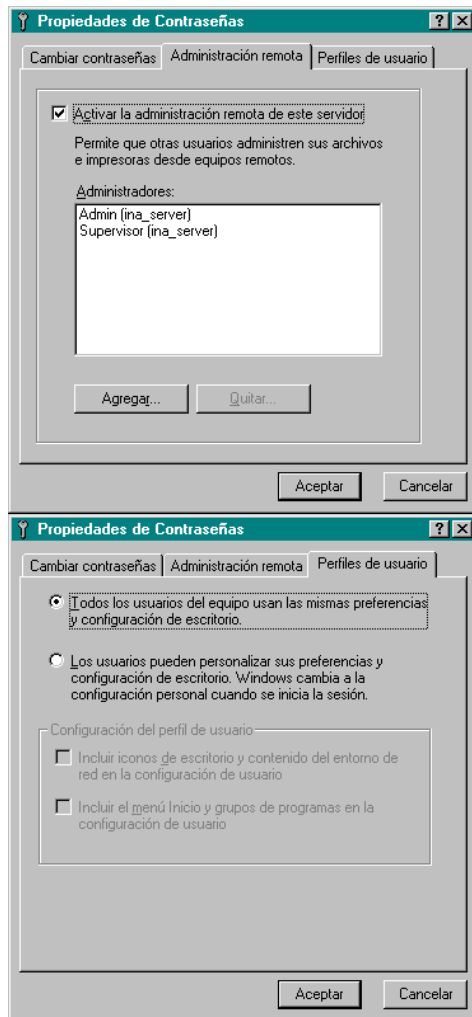 Propiedades de Contraseñas
Cambiar contraseñas Administración remota Perfiles de usuario
Activar la administración remota de este servidor
Permite que otras usuarios administren sus archivos
e impresoras desde equipos remotos.
Administradores:
Admin (ina_server)
Supervisor (ina_server)
Agregar... Quitar...
Aceptar Cancelar
Propiedades de Contraseñas
Cambiar contraseñas Administración remota Perfiles de usuario
Todos los usuarios del equipo usan las mismas preferencias
y configuración de escritorio.
Los usuarios pueden personalizar sus preferencias y
configuración de escritorio. Windows cambia a la
configuración personal cuando se inicia la sesión.
Configuración del perfil de usuario
Incluir iconos de escritorio y contenido del entorno de
red en la configuración de usuario
Incluir el menú Inicio y grupos de programas en la
configuración de usuario
Aceptar Cancelar